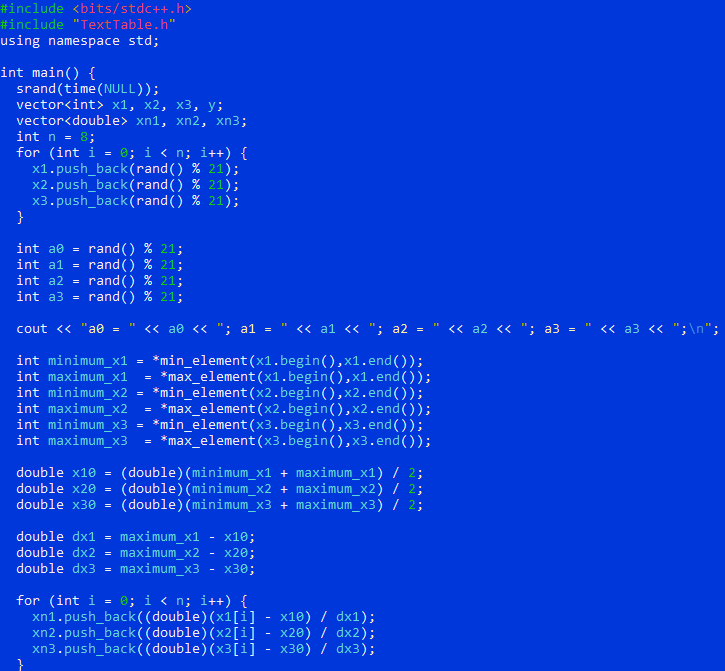 #include <bits/stdc++.h>
#include "TextTable.h"
using namespace std;

int main() {
  srand(time(NULL));
  vector<int> x1, x2, x3, y;
  vector<double> xn1, xn2, xn3;
  int n = 8;
  for (int i = 0; i < n; i++) {
    x1.push_back(rand() % 21);
    x2.push_back(rand() % 21);
    x3.push_back(rand() % 21);
  }

  int a0 = rand() % 21;
  int a1 = rand() % 21;
  int a2 = rand() % 21;
  int a3 = rand() % 21;

  cout << "a0 = " << a0 << "; a1 = " << a1 << "; a2 = " << a2 << "; a3 = " << a3 << ";\n";

  int minimum_x1 = *min_element(x1.begin(),x1.end());
  int maximum_x1  = *max_element(x1.begin(),x1.end());
  int minimum_x2 = *min_element(x2.begin(),x2.end());
  int maximum_x2  = *max_element(x2.begin(),x2.end());
  int minimum_x3 = *min_element(x3.begin(),x3.end());
  int maximum_x3  = *max_element(x3.begin(),x3.end());

  double x10 = (double)(minimum_x1 + maximum_x1) / 2;
  double x20 = (double)(minimum_x2 + maximum_x2) / 2;
  double x30 = (double)(minimum_x3 + maximum_x3) / 2;

  double dx1 = maximum_x1 - x10;
  double dx2 = maximum_x2 - x20;
  double dx3 = maximum_x3 - x30;

  for (int i = 0; i < n; i++) {
    xn1.push_back((double)(x1[i] - x10) / dx1);
    xn2.push_back((double)(x2[i] - x20) / dx2);
    xn3.push_back((double)(x3[i] - x30) / dx3);
  }